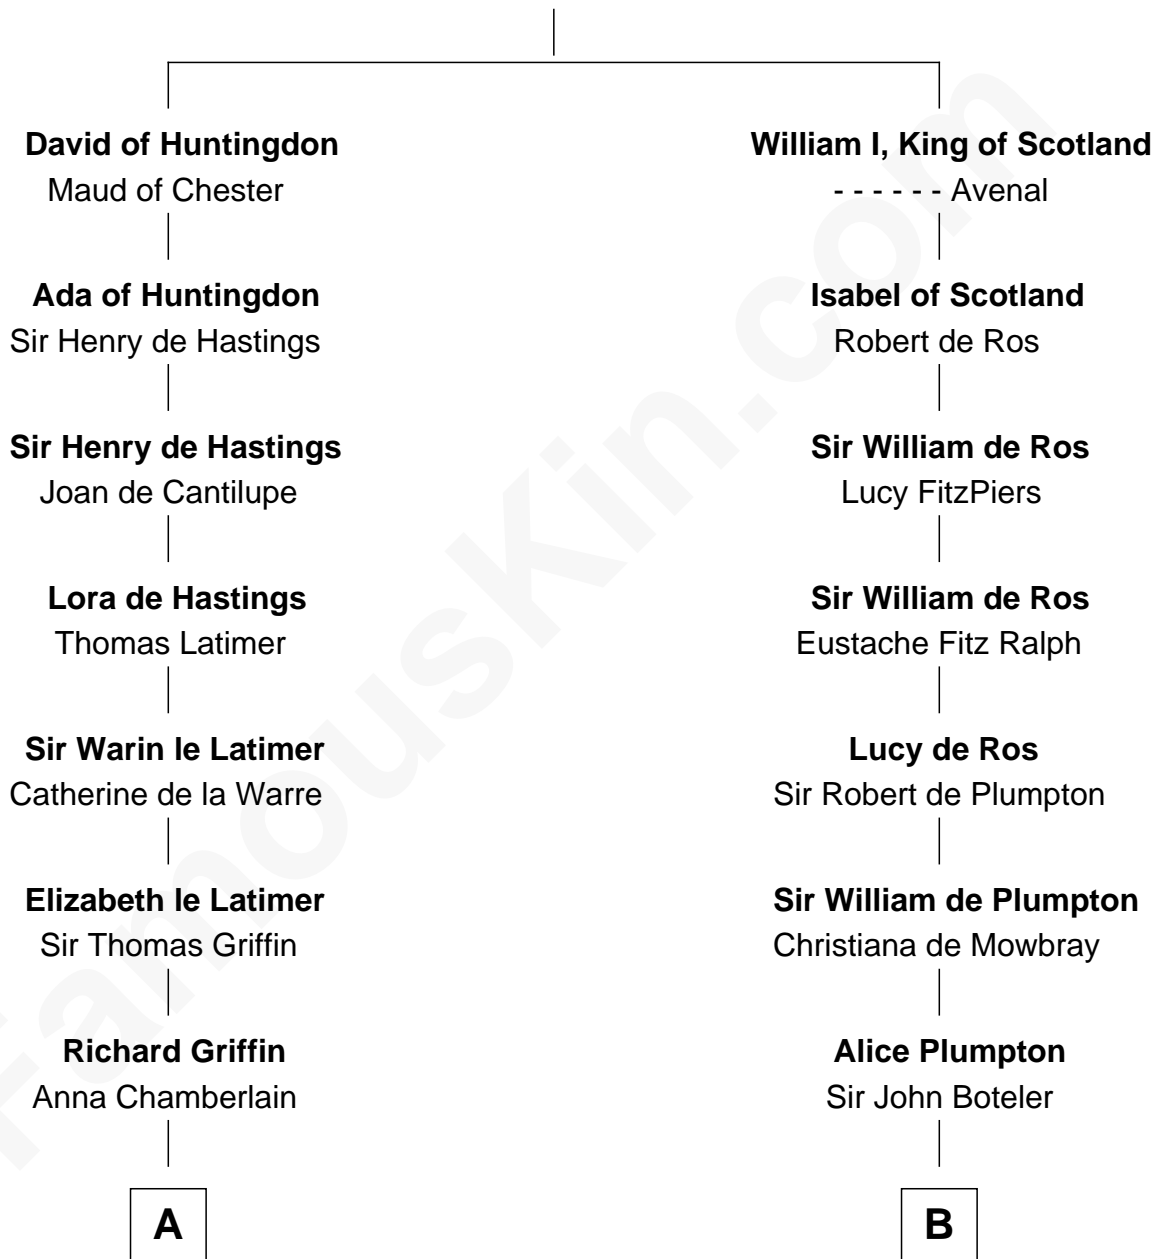 David of Huntingdon
Maud of Chester
Ada of Huntingdon
Sir Henry de Hastings
Sir Henry de Hastings
Joan de Cantilupe
Lora de Hastings
Thomas Latimer
Sir Warin le Latimer
Catherine de la Warre
Elizabeth le Latimer
Sir Thomas Griffin
Richard Griffin
Anna Chamberlain
A
William I, King of Scotland
- - - - - - Avenal
Isabel of Scotland
Robert de Ros
Sir William de Ros
Lucy FitzPiers
Sir William de Ros
Eustache Fitz Ralph
Lucy de Ros
Sir Robert de Plumpton
Sir William de Plumpton
Christiana de Mowbray
Alice Plumpton
Sir John Boteler
B
FamousKin.com